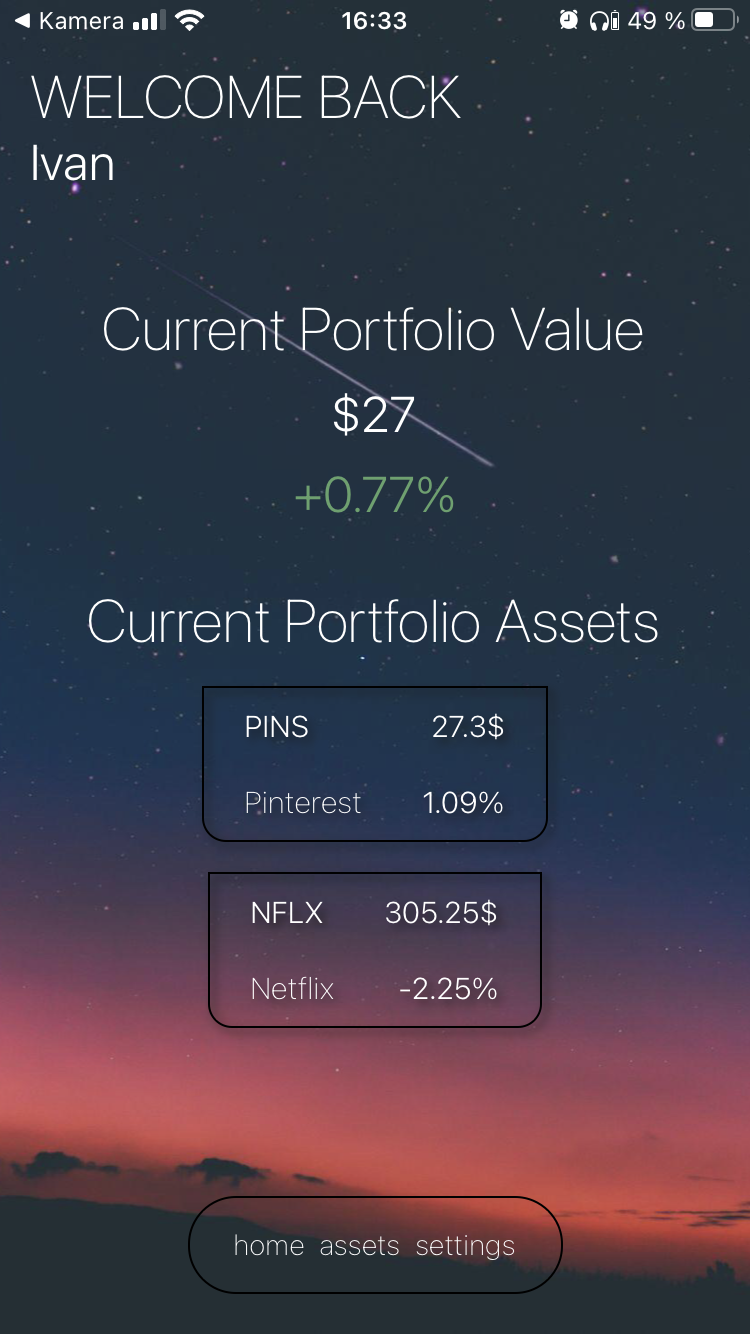 ◀ Kamera 16:33 49 %
WELCOME BACK
Ivan
Current Portfolio Value
$27
+0.77%
Current Portfolio Assets
PINS 27.3$
Pinterest 1.09%
NFLX 305.25$
Netflix -2.25%
home assets settings